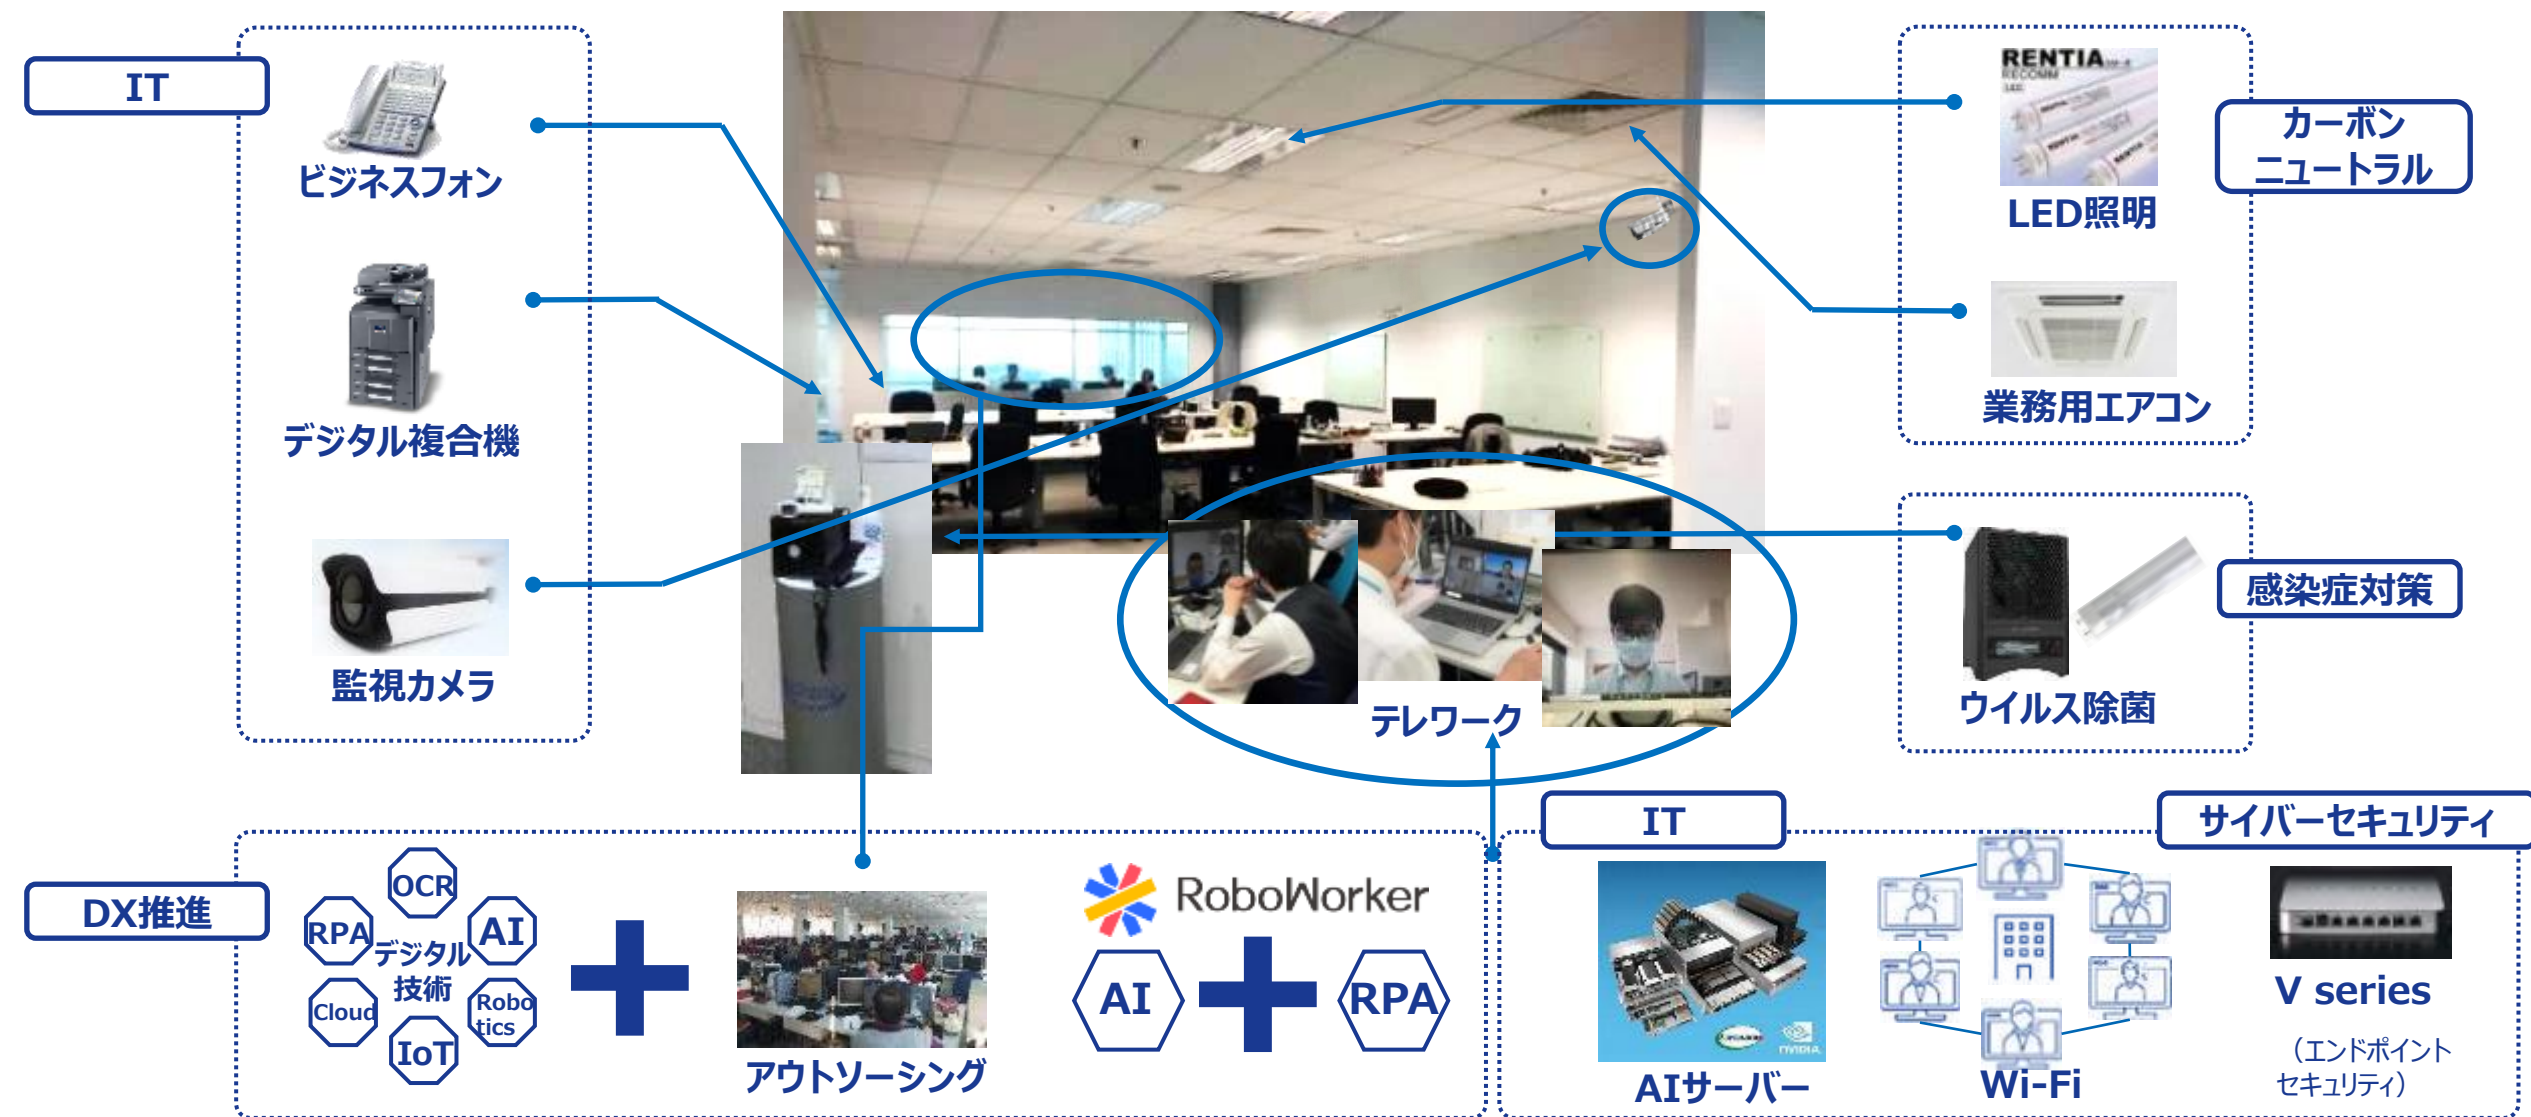 IT
ビジネスフォン
デジタル複合機
監視カメラ
RENTIA
RECOMM
RENTIA
RENTIA
RENTIA
LED照明
カーボン
ニュートラル
業務用エアコン
感染症対策
ウイルス除菌
テレワーク
DX推進
OCR
RPA
AI
デジタル
技術
Cloud
Robo
tics
IoT
アウトソーシング
RoboWorker
AI
RPA
IT
サイバーセキュリティ
NVIDIA
AIサーバー
Wi-Fi
V series
（エンドポイント
セキュリティ）